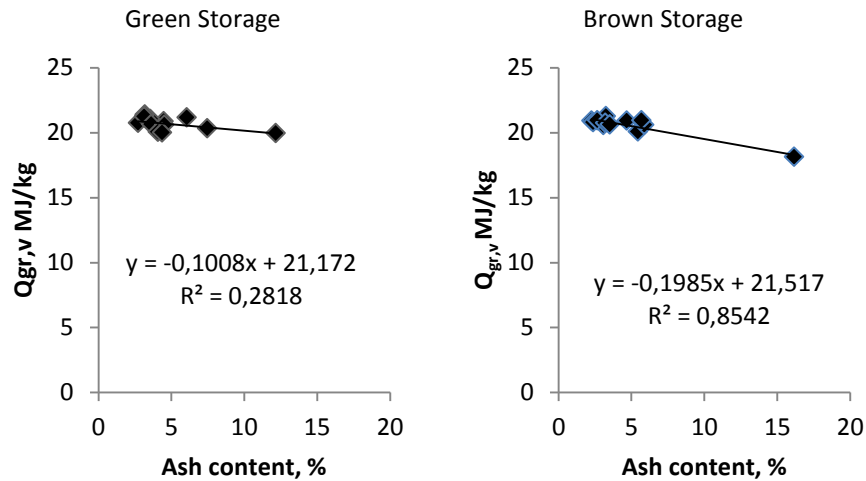 Green Storage
25
20
15
10
5
0
0 5 10 15 20
Qgr,v MJ/kg
Ash content, %
y = -0,1008x + 21,172
R² = 0,2818
Brown Storage
25
20
15
10
5
0
0 5 10 15 20
Qgr,v MJ/kg
Ash content, %
y = -0,1985x + 21,517
R² = 0,8542